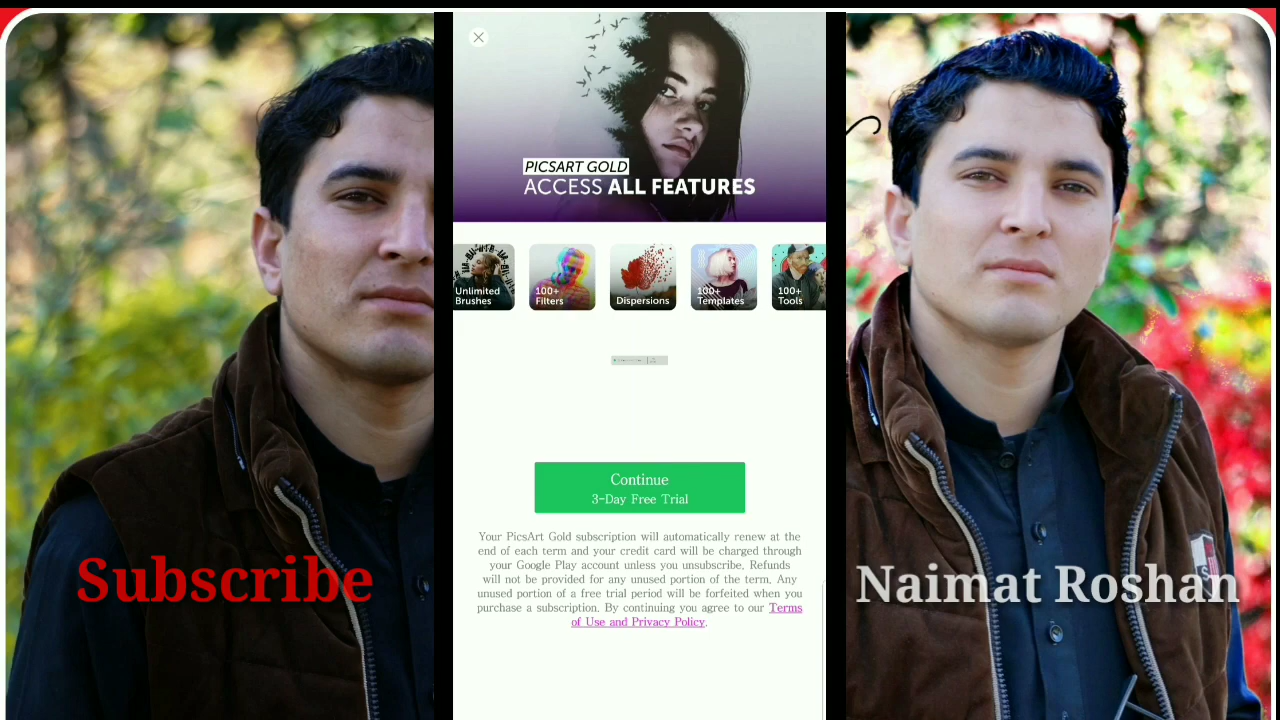 PICSART GOLD
ACCESS ALL FEATURES
Unlimited
Brushes
100+
Filters
Dispersions
100+
Templates
100+
Tools
Continue
3-Day Free Trial
Your PicsArt Gold subscription will automatically renew at the
end of each term and your credit card will be charged through
your Google Play account unless you unsubscribe. Refunds
will not be provided for any unused portion of the term. Any
unused portion of a free trial period will be forfeited when you
purchase a subscription. By continuing you agree to our Terms
of Use and Privacy Policy.
Subscribe
Naimat Roshan